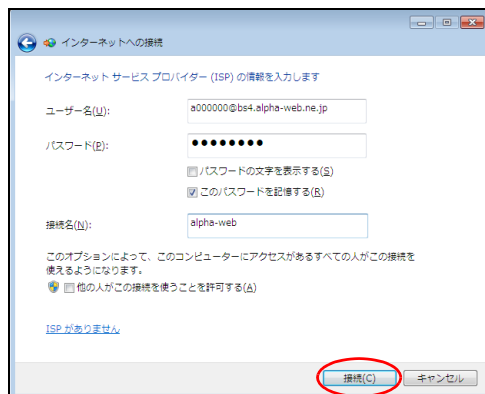 インターネットへの接続
インターネット サービス プロバイダー (ISP) の情報を入力します
ユーザー名(U):
a000000@bs4.alpha-web.ne.jp
パスワード(P):
●●●●●●●●
パスワードの文字を表示する(S)
このパスワードを記憶する(R)
接続名(N):
alpha-web
このオプションによって、このコンピューターにアクセスがあるすべての人がこの接続を
使えるようになります。
他の人がこの接続を使うことを許可する(A)
ISP がありません
接続(C)
キャンセル